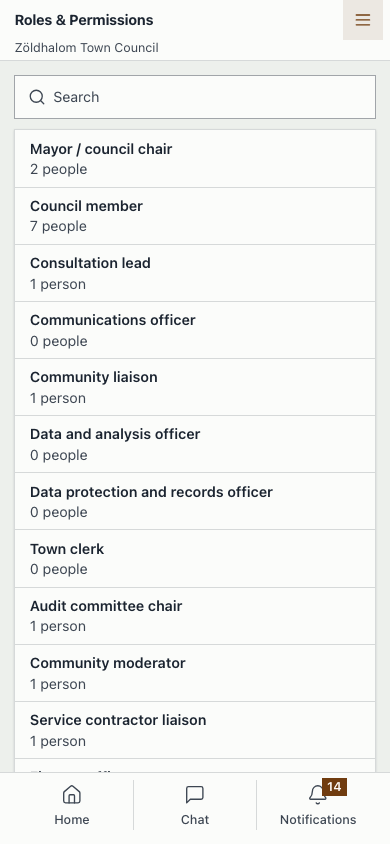 Roles & Permissions
Zöldhalom Town Council
Search
Mayor / council chair
2 people
Council member
7 people
Consultation lead
1 person
Communications officer
0 people
Community liaison
1 person
Data and analysis officer
0 people
Data protection and records officer
0 people
Town clerk
0 people
Audit committee chair
1 person
Community moderator
1 person
Service contractor liaison
1 person
14
Home
Chat
Notifications